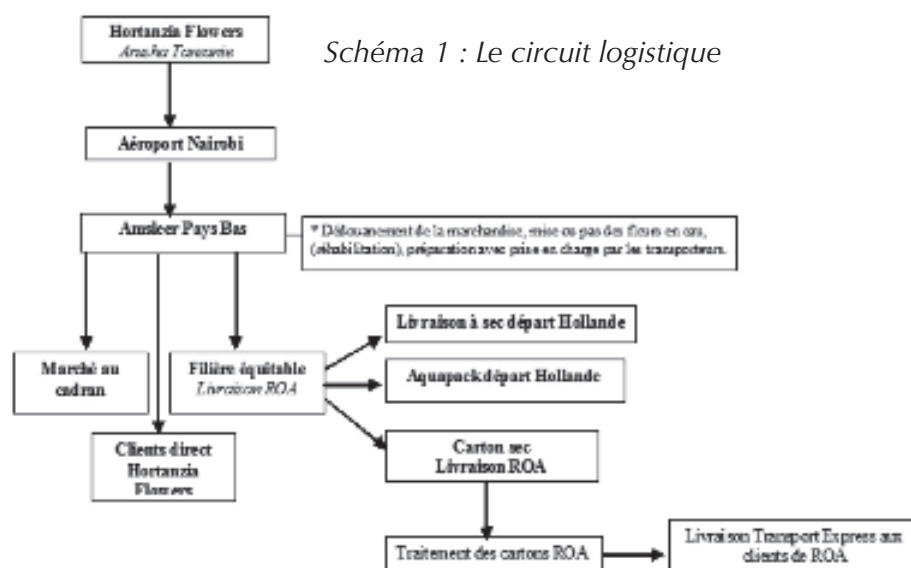 Hortanzia Flowers
Arusha Tanzanie
Schéma 1 : Le circuit logistique
Aéroport Nairobi
Pays Bas
* Dédouanement de la marchandise, mise ou pas des fleurs en eau,
(réhabilitation), préparation avec prise en charge par les transporteurs.
Livraison à sec départ Hollande
Marché au
cadran
Filière équitable
Livraison ROA
Aquapack départ Hollande
Clients direct
Hortanzia
Flowers
Carton sec
Livraison ROA
Traitement des cartons ROA
Livraison Transport Express aux
clients de ROA